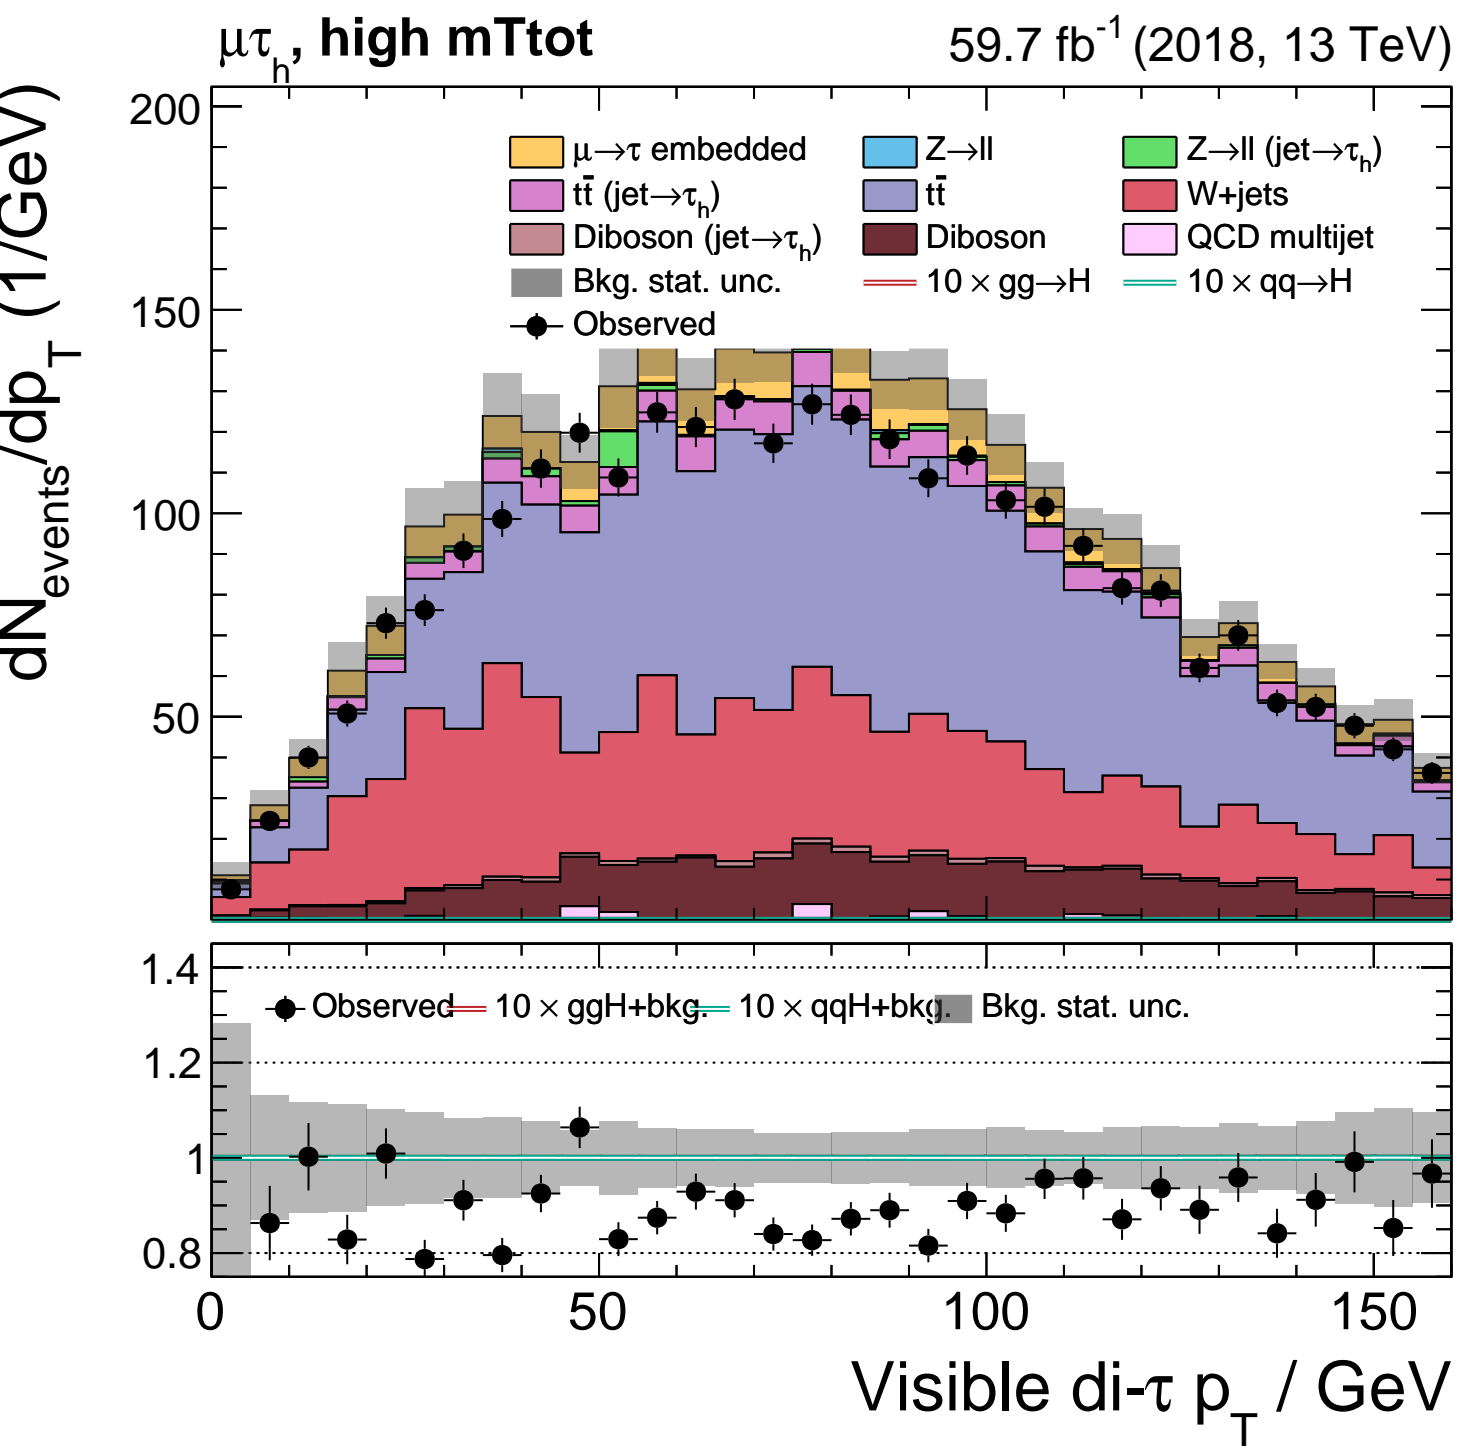 μτh, high mTtot 59.7 fb-1 (2018, 13 TeV)
dNevents/dpT (1/GeV)
200
150
100
50
μ→τ embedded Z→ll Z→ll (jet→τh)
tt̄ (jet→τh) tt̄ W+jets
Diboson (jet→τh) Diboson QCD multijet
Bkg. stat. unc. 10 × gg→H 10 × qq→H
Observed
1.4
1.2
1
0.8
Observed 10 × ggH+bkg. 10 × qqH+bkg. Bkg. stat. unc.
0 50 100 150
Visible di-τ pT / GeV